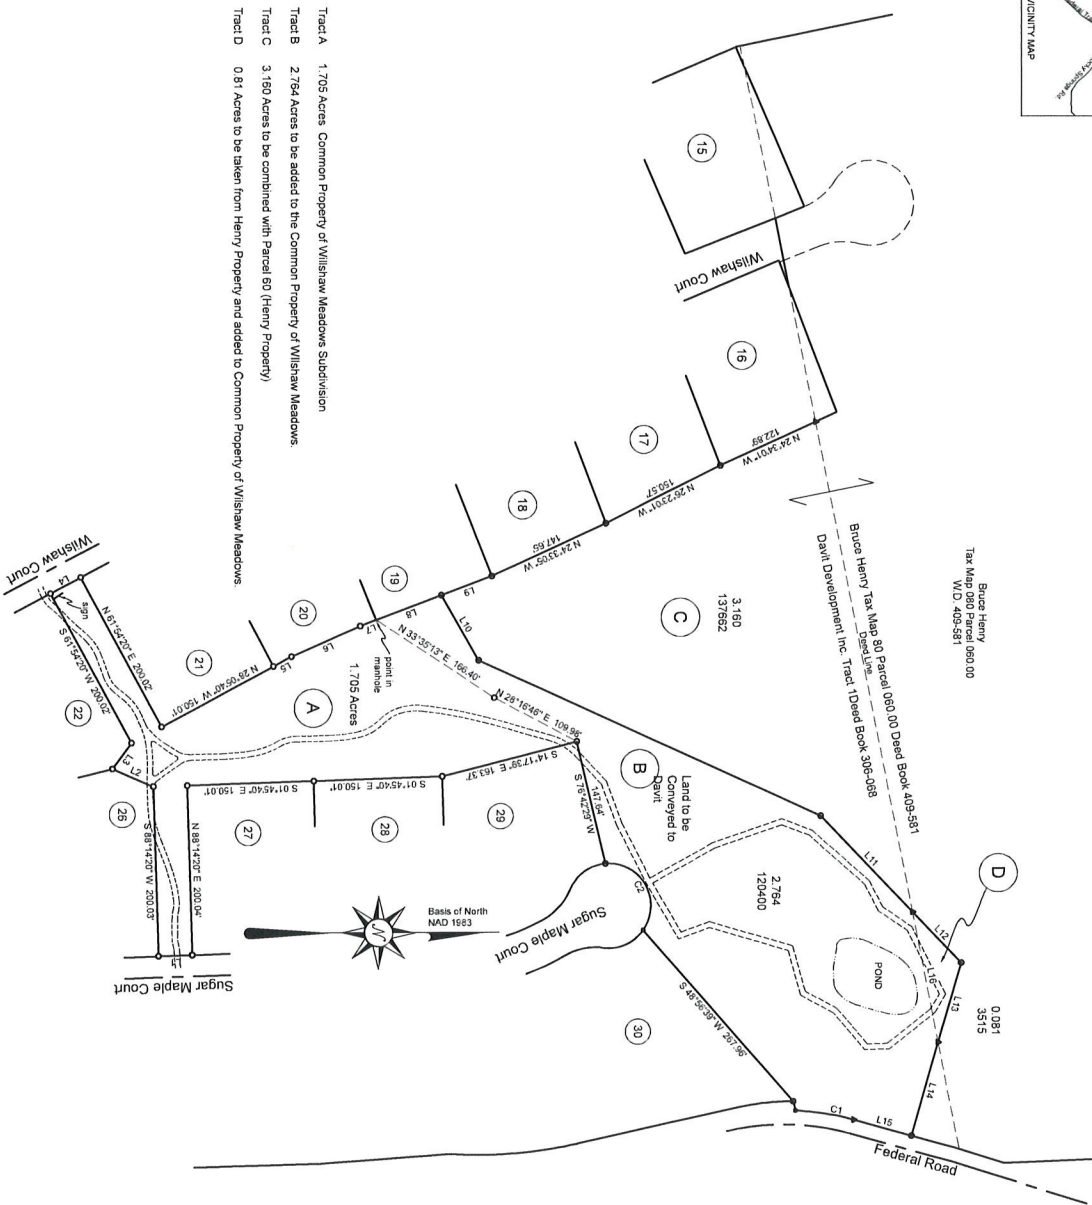 VICINITY MAP
Tract A 1.705 Acres Common Property of Willshaw Meadows Subdivision
Tract B 2.764 Acres to be added to the Common Property of Willshaw Meadows.
Tract C 3.160 Acres to be combined with Parcel 60 (Henry Property)
Tract D 0.81 Acres to be taken from Henry Property and added to Common Property of Wilshaw Meadows.
Bruce Henry
Tax Map 080 Parcel 060.00
W.D. 409-581
Bruce Henry Tax Map 80 Parcel 060.00 Deed Book 409-581
Deed Line
Davit Development Inc. Tract 1Deed Book 306-068
15
Wilshaw Court
16
N 24°34'01" W
122.89'
17
N 26°23'01" W
150.57'
18
N 24°33'05" W
147.65'
19
L9
L8
L10
3.160
137662
C
20
L7
L6
L5
point in
manhole
N 33°35'13" E 166.40'
N 28°16'46" E 109.98'
1.705 Acres
A
21
N 28°05'40" W 150.01'
N 61°54'20" E 200.02'
Wilshaw Court
L4
sign
S 61°54'20" W 200.02'
22
L3
L2
26
S 88°14'20" W 200.03'
N 88°14'20" E 200.04'
L1
Sugar Maple Court
27
S 01°45'40" E 150.01'
28
S 01°45'40" E 150.01'
29
S 14°17'39" E 163.37'
147.64'
S 76°42'29" W
B
Land to be
Conveyed to
Davit
2.764
120400
POND
C2
Sugar Maple Court
Basis of North
NAD 1983
N
30
S 48°56'39" W 267.96'
L11
L12
L16
L13
L14
D
0.081
3515
C1
L15
Federal Road